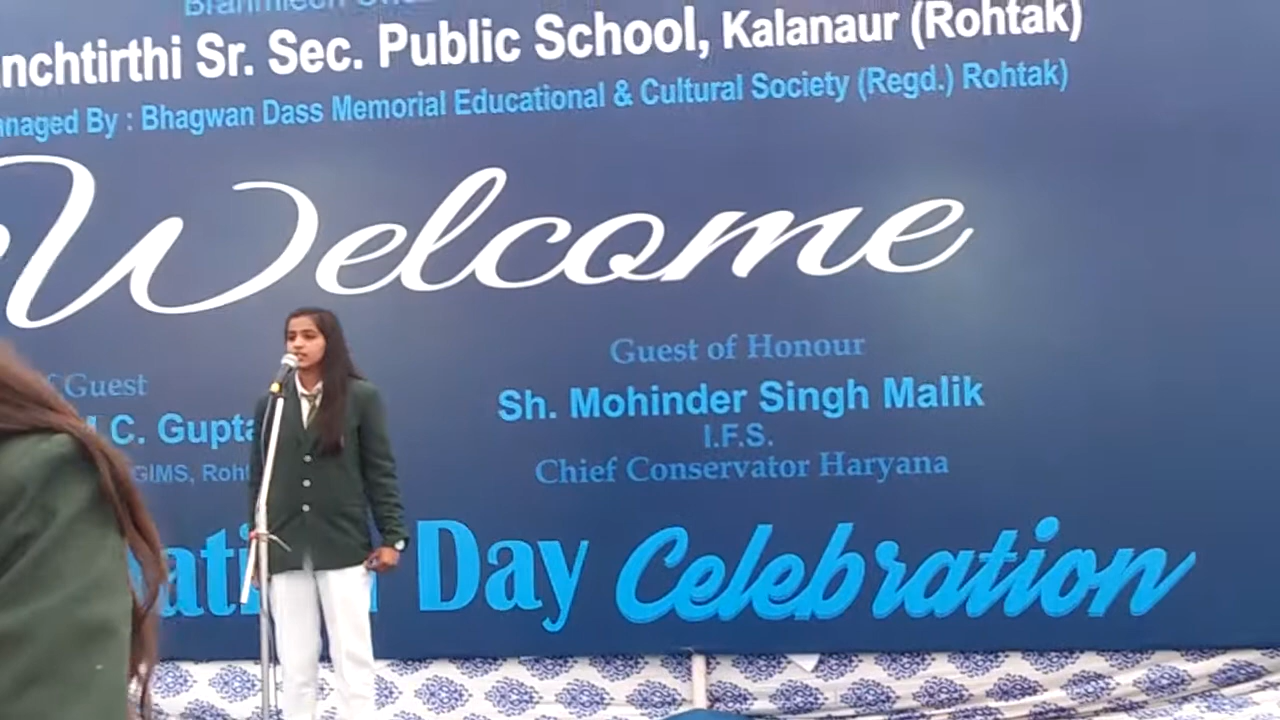 nchtirthi Sr. Sec. Public School, Kalanaur (Rohtak)
anaged By : Bhagwan Dass Memorial Educational & Cultural Society (Regd.) Rohtak)
Welcome
Guest
C. Gupta
GIMS, Roh
Guest of Honour
Sh. Mohinder Singh Malik
I.F.S.
Chief Conservator Haryana
Day Celebration